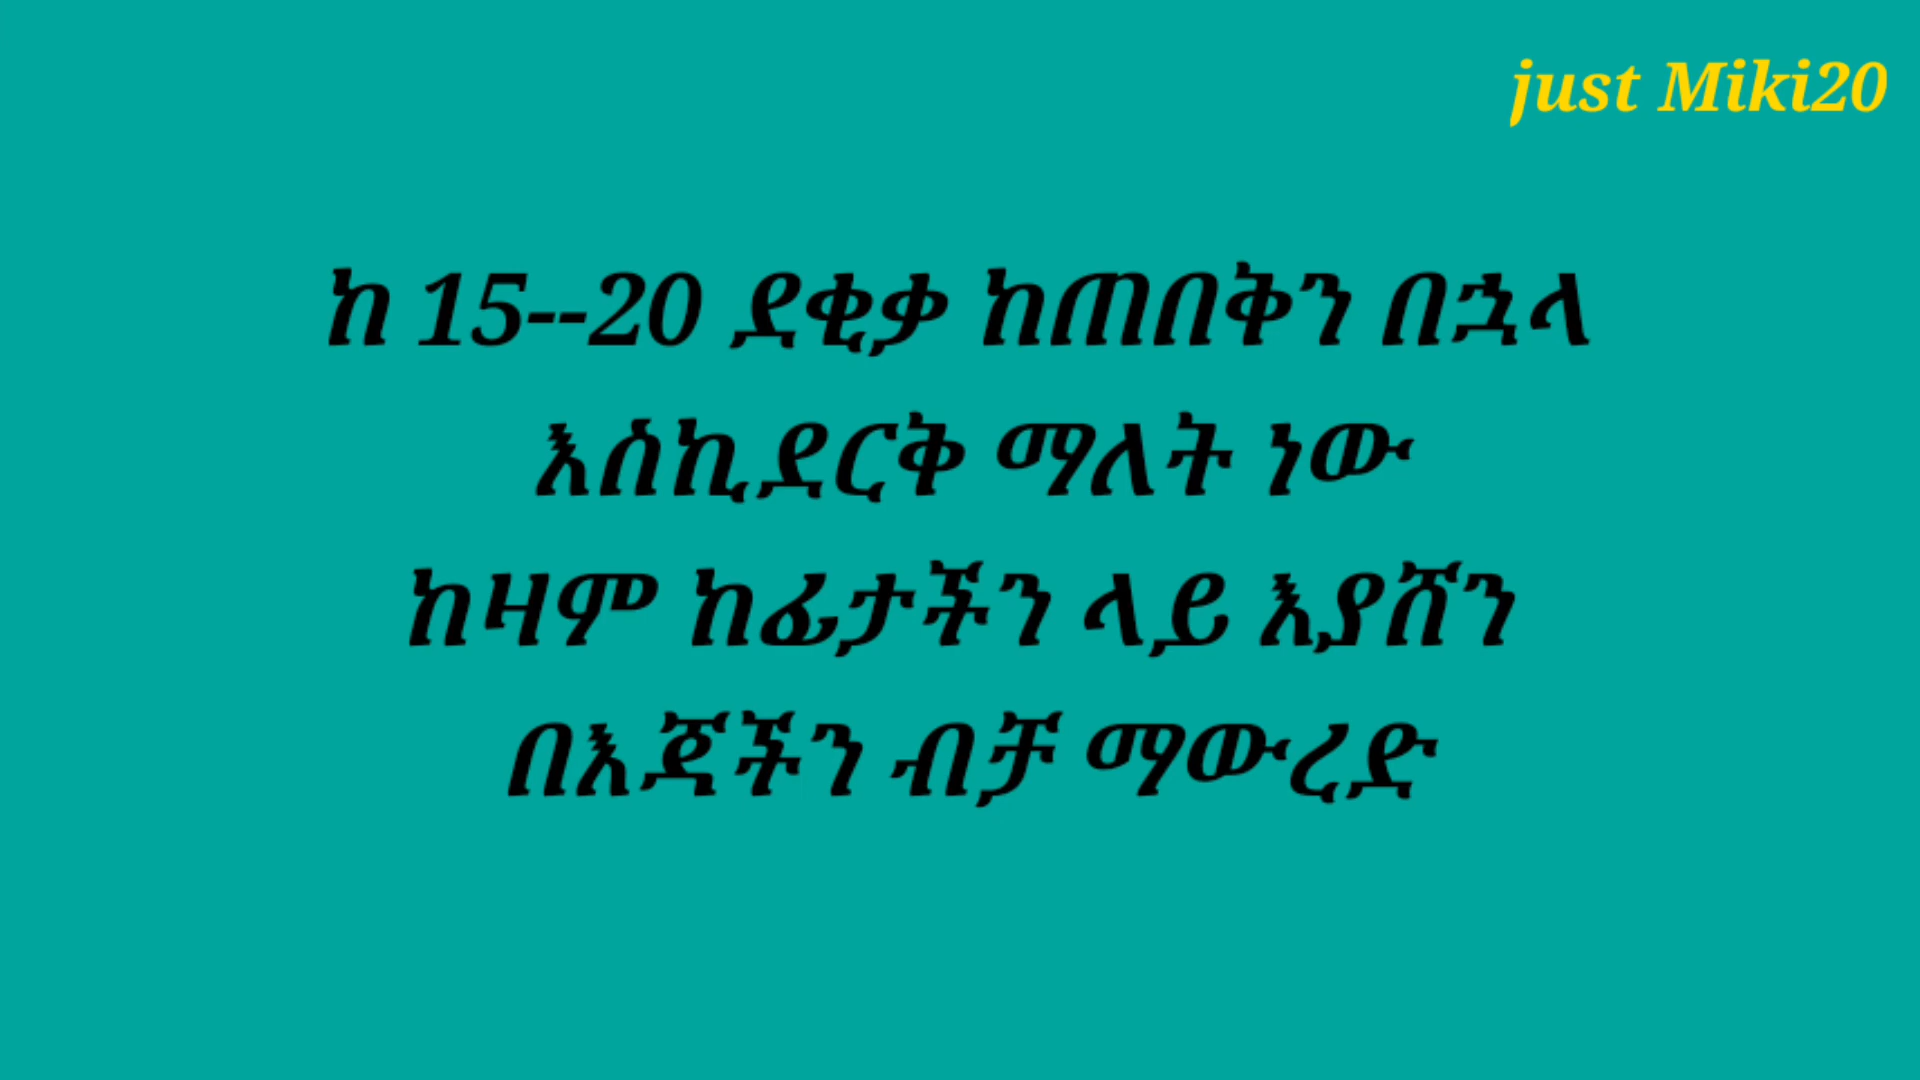 just Miki20
ከ 15--20 ደቂቃ ከጠበቅን በኋላ
እስኪደርቅ ማለት ነው
ከዛም ከፊታችን ላይ እያሸን
በእጃችን ብቻ ማውረድ